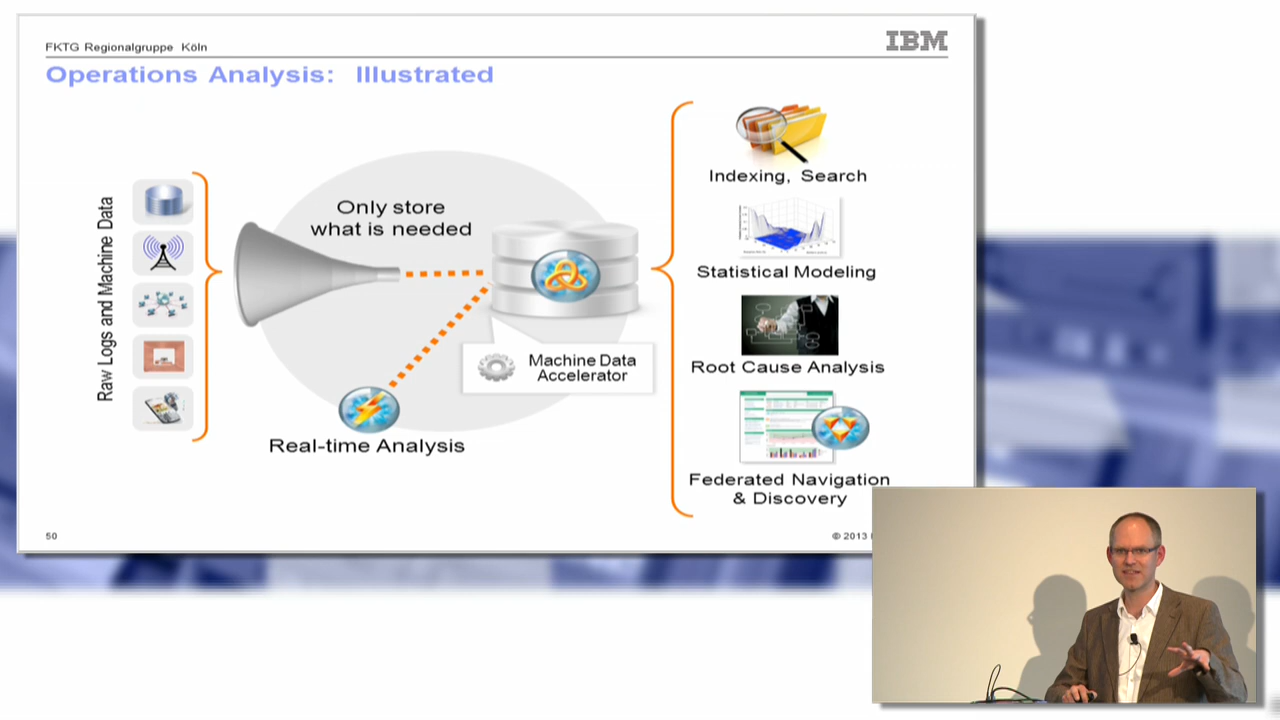 FKTG Regionalgruppe Köln
IBM
Operations Analysis: Illustrated
Raw Logs and Machine Data
Only store
what is needed
Machine Data
Accelerator
Real-time Analysis
Indexing, Search
Statistical Modeling
Root Cause Analysis
Federated Navigation
& Discovery
50
© 2013